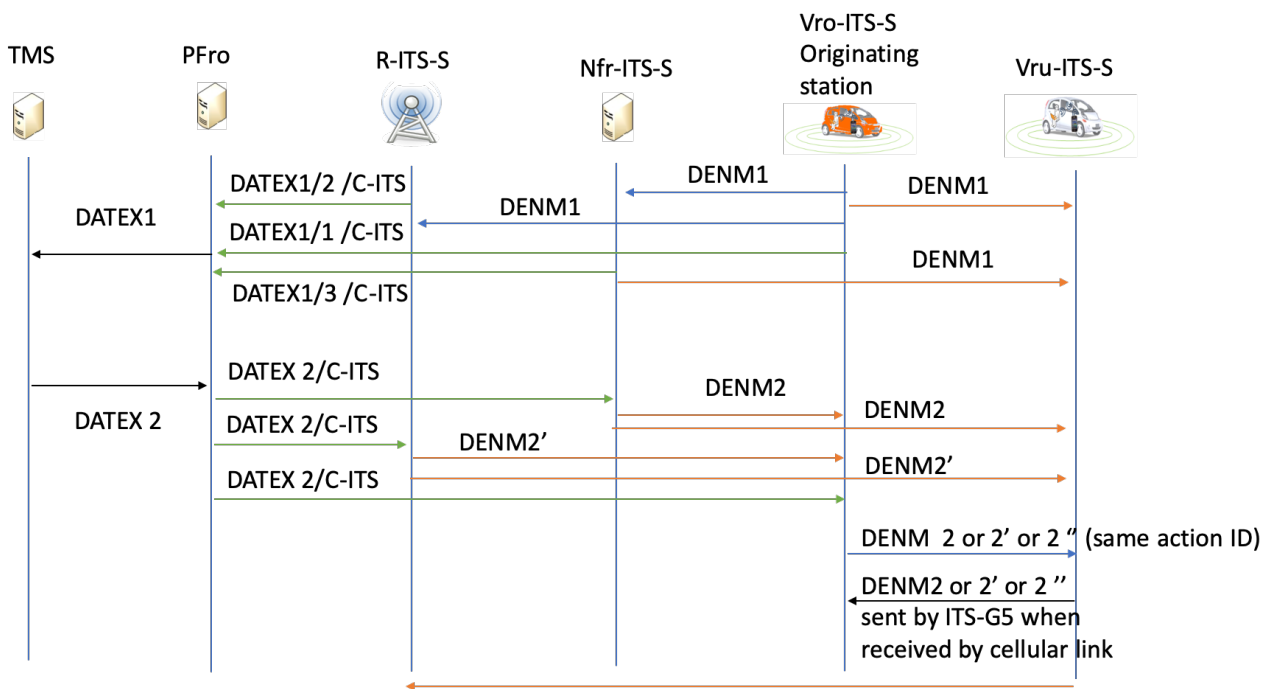 TMS
PFro
R-ITS-S
Nfr-ITS-S
Vro-ITS-S
Originating
station
Vru-ITS-S
DATEX1/2 /C-ITS
DENM1
DENM1
DATEX1
DENM1
DATEX1/1 /C-ITS
DENM1
DATEX1/3 /C-ITS
DATEX 2/C-ITS
DENM2
DATEX 2
DENM2
DATEX 2/C-ITS
DENM2’
DENM2’
DATEX 2/C-ITS
DENM  2 or 2’ or 2 ’’ (same action ID)
DENM2 or 2’ or 2 ’’
sent by ITS-G5 when
received by cellular link